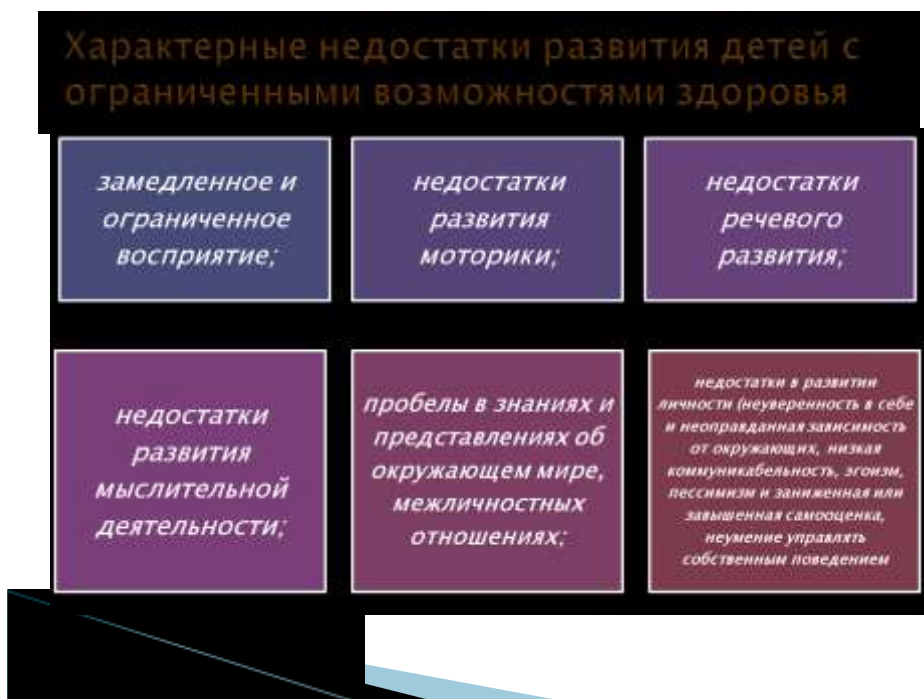 Характерные недостатки развития детей с
ограниченными возможностями здоровья
замедленное и
ограниченное
восприятие;
недостатки
развития
моторики;
недостатки
речевого
развития;
недостатки
развития
мыслительной
деятельности;
пробелы в знаниях и
представлениях об
окружающем мире,
межличностных
отношениях;
недостатки в развитии
личности (неуверенность в себе
и неоправданная зависимость
от окружающих, низкая
коммуникабельность, эгоизм,
пессимизм и заниженная или
завышенная самооценка,
неумение управлять
собственным поведением